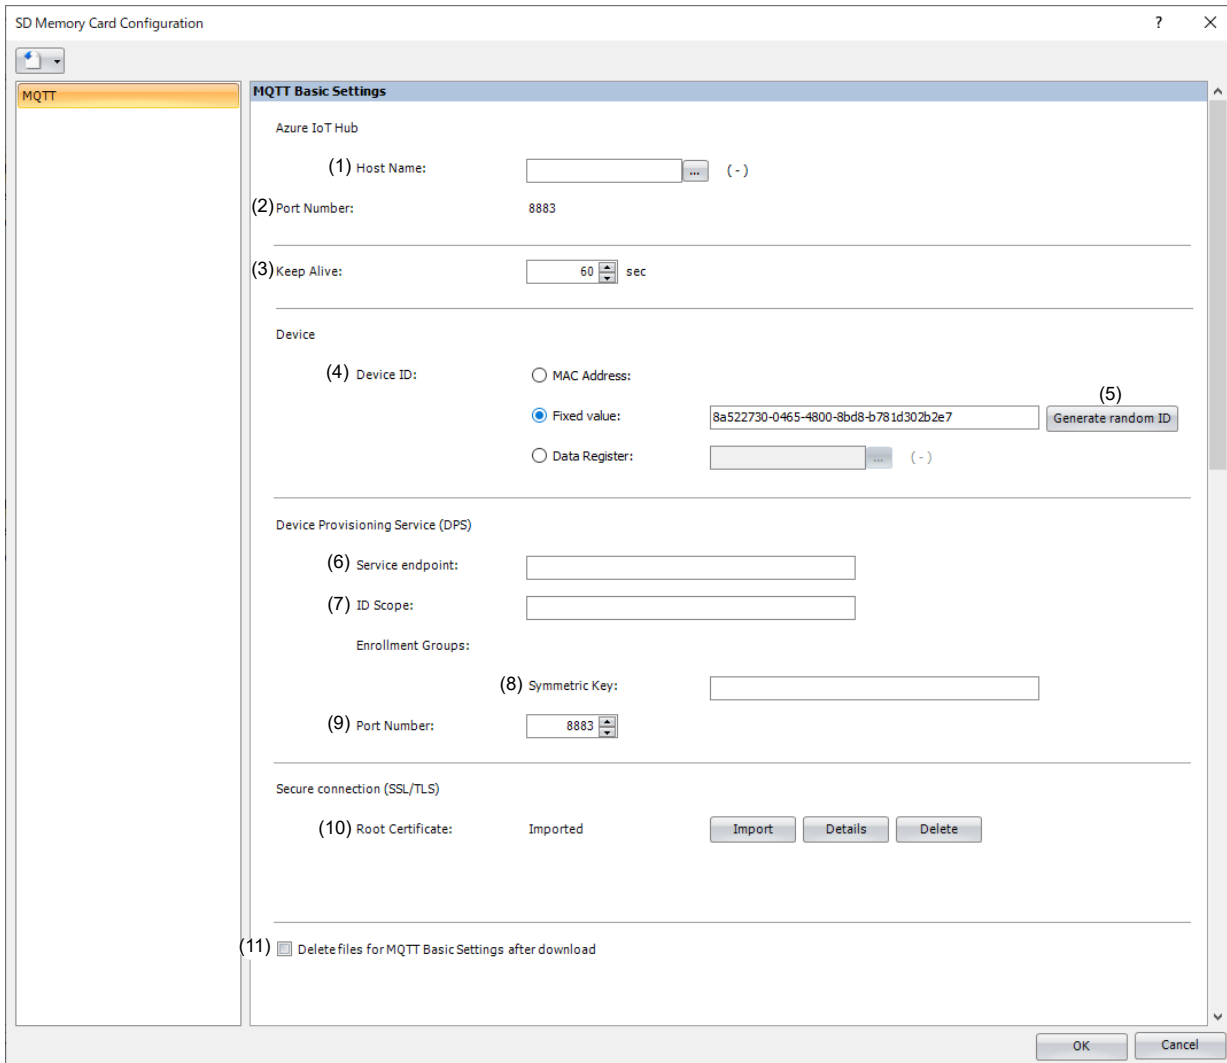 SD Memory Card Configuration ?
MQTT
MQTT Basic Settings
Azure IoT Hub
(1) Host Name: ... (-)
(2) Port Number: 8883
(3) Keep Alive: 60 sec
Device
(4) Device ID: MAC Address:
(5)
Fixed value: 8a522730-0465-4800-8bd8-b781d302b2e7 Generate random ID
Data Register: ... (-)
Device Provisioning Service (DPS)
(6) Service endpoint:
(7) ID Scope:
Enrollment Groups:
(8) Symmetric Key:
(9) Port Number: 8883
Secure connection (SSL/TLS)
(10) Root Certificate: Imported Import Details Delete
(11) Delete files for MQTT Basic Settings after download
OK Cancel